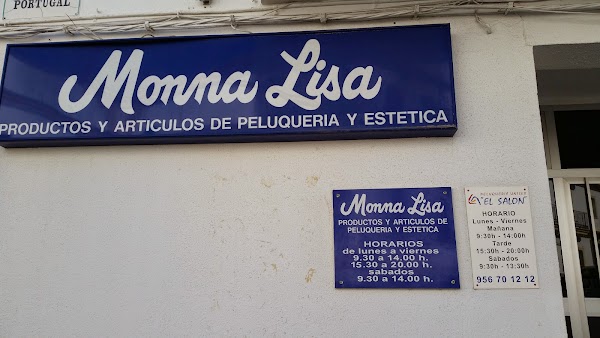 PORTUGAL
Monna Lisa
PRODUCTOS Y ARTICULOS DE PELUQUERIA Y ESTETICA
Monna Lisa
PRODUCTOS Y ARTICULOS DE
PELUQUERIA Y ESTETICA
HORARIOS
de lunes a viernes
9.30 a 14.00 h.
15.30 a 20.00 h.
sabados
9.30 a 14.00 h.
"EL SALON"
HORARIO
Lunes - Viernes
Mañana
9:30h - 14:00h
Tarde
15:30h - 20:00h
Sabados
9:30h - 13:30h
956 70 12 12